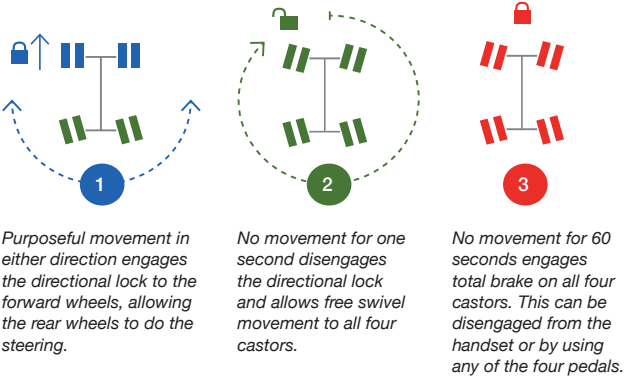 1
Purposeful movement in
either direction engages
the directional lock to the
forward wheels, allowing
the rear wheels to do the
steering.
2
No movement for one
second disengages
the directional lock
and allows free swivel
movement to all four
castors.
3
No movement for 60
seconds engages
total brake on all four
castors. This can be
disengaged from the
handset or by using
any of the four pedals.